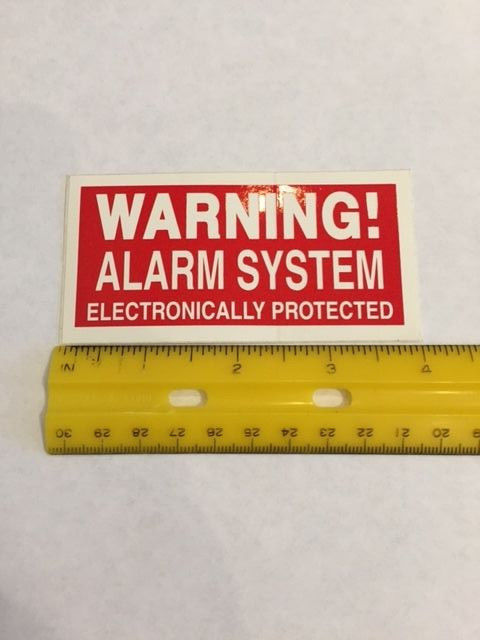 WARNING!
ALARM SYSTEM
ELECTRONICALLY PROTECTED
IN 1 2 3 4
30 29 28 27 26 25 24 23 22 21 20 19